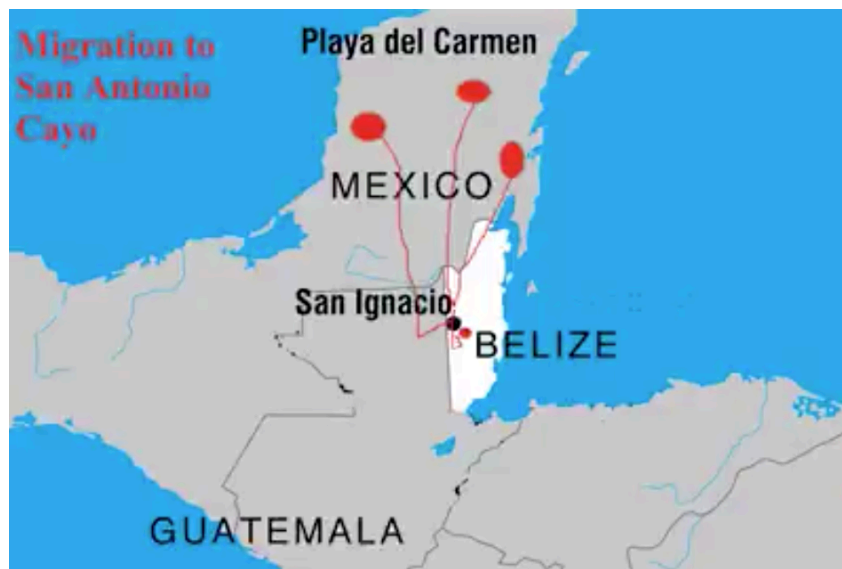 Migration to
San Antonio
Cayo
Playa del Carmen
MEXICO
San Ignacio
BELIZE
GUATEMALA